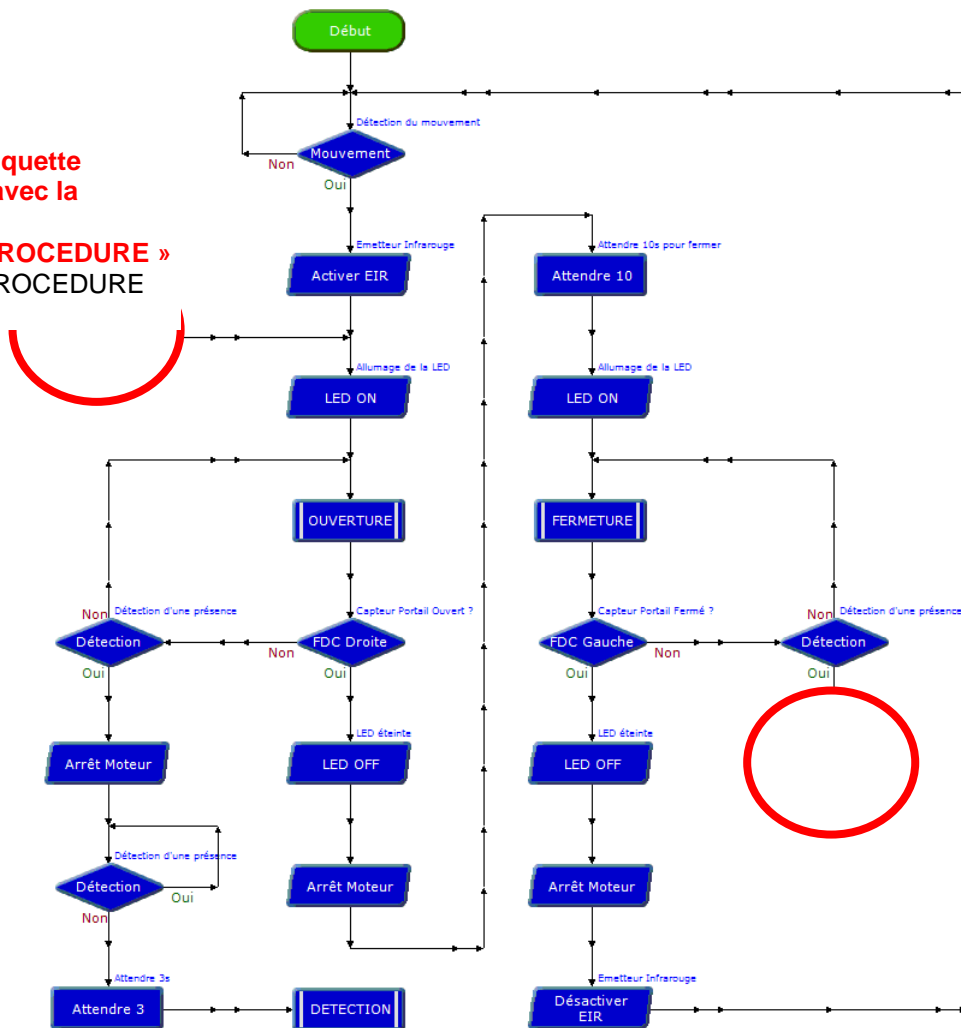 Début
Détection du mouvement
Mouvement
Non
Oui
quette
avec la
ROCEDURE »
ROCEDURE
Emetteur Infrarouge
Activer EIR
Allumage de la LED
LED ON
OUVERTURE
Capteur Portail Ouvert ?
FDC Droite
Non
Oui
Détection d'une présence
Non
Détection
Oui
Arrêt Moteur
Détection d'une présence
Détection
Oui
Non
Attendre 3s
Attendre 3
DETECTION
LED éteinte
LED OFF
Arrêt Moteur
Attendre 10s pour fermer
Attendre 10
Allumage de la LED
LED ON
FERMETURE
Capteur Portail Fermé ?
FDC Gauche
Non
Oui
Non
Détection d'une présence
Détection
Oui
LED éteinte
LED OFF
Arrêt Moteur
Emetteur Infrarouge
Désactiver
EIR